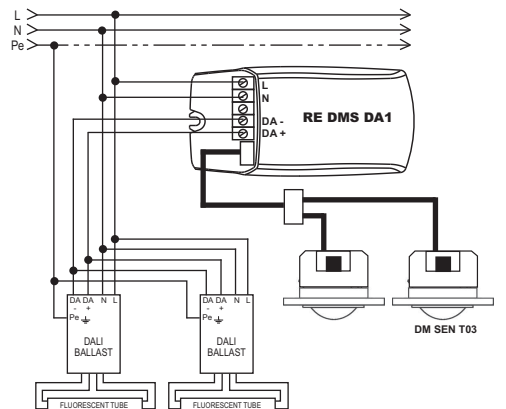 L
N
Pe
L
N
DA -
DA +
RE DMS DA1
DM SEN T03
DA DA N L
- +
Pe
DALI
BALLAST
FLUORESCENT TUBE
DA DA N L
- +
Pe
DALI
BALLAST
FLUORESCENT TUBE